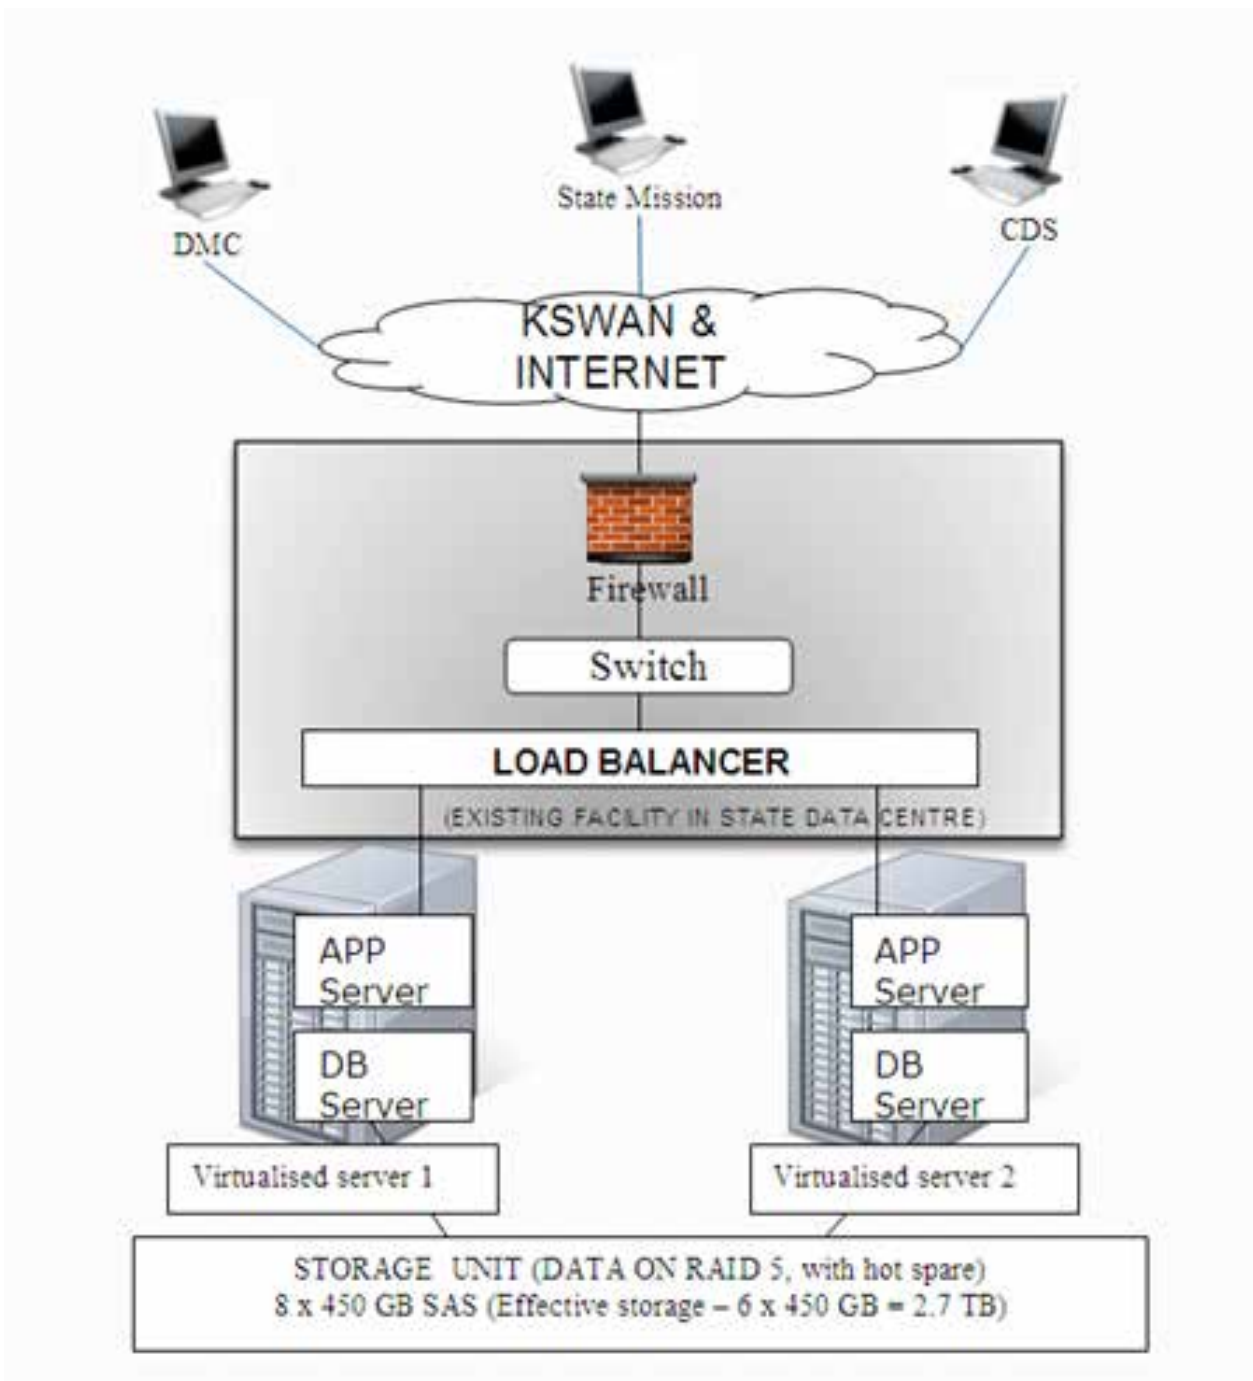 State Mission
DMC
CDS
KSWAN &
INTERNET
Firewall
Switch
LOAD BALANCER
(EXISTING FACILITY IN STATE DATA CENTRE)
APP
Server
DB
Server
Virtualised server 1
APP
Server
DB
Server
Virtualised server 2
STORAGE UNIT (DATA ON RAID 5, with hot spare)
8 x 450 GB SAS (Effective storage – 6 x 450 GB = 2.7 TB)